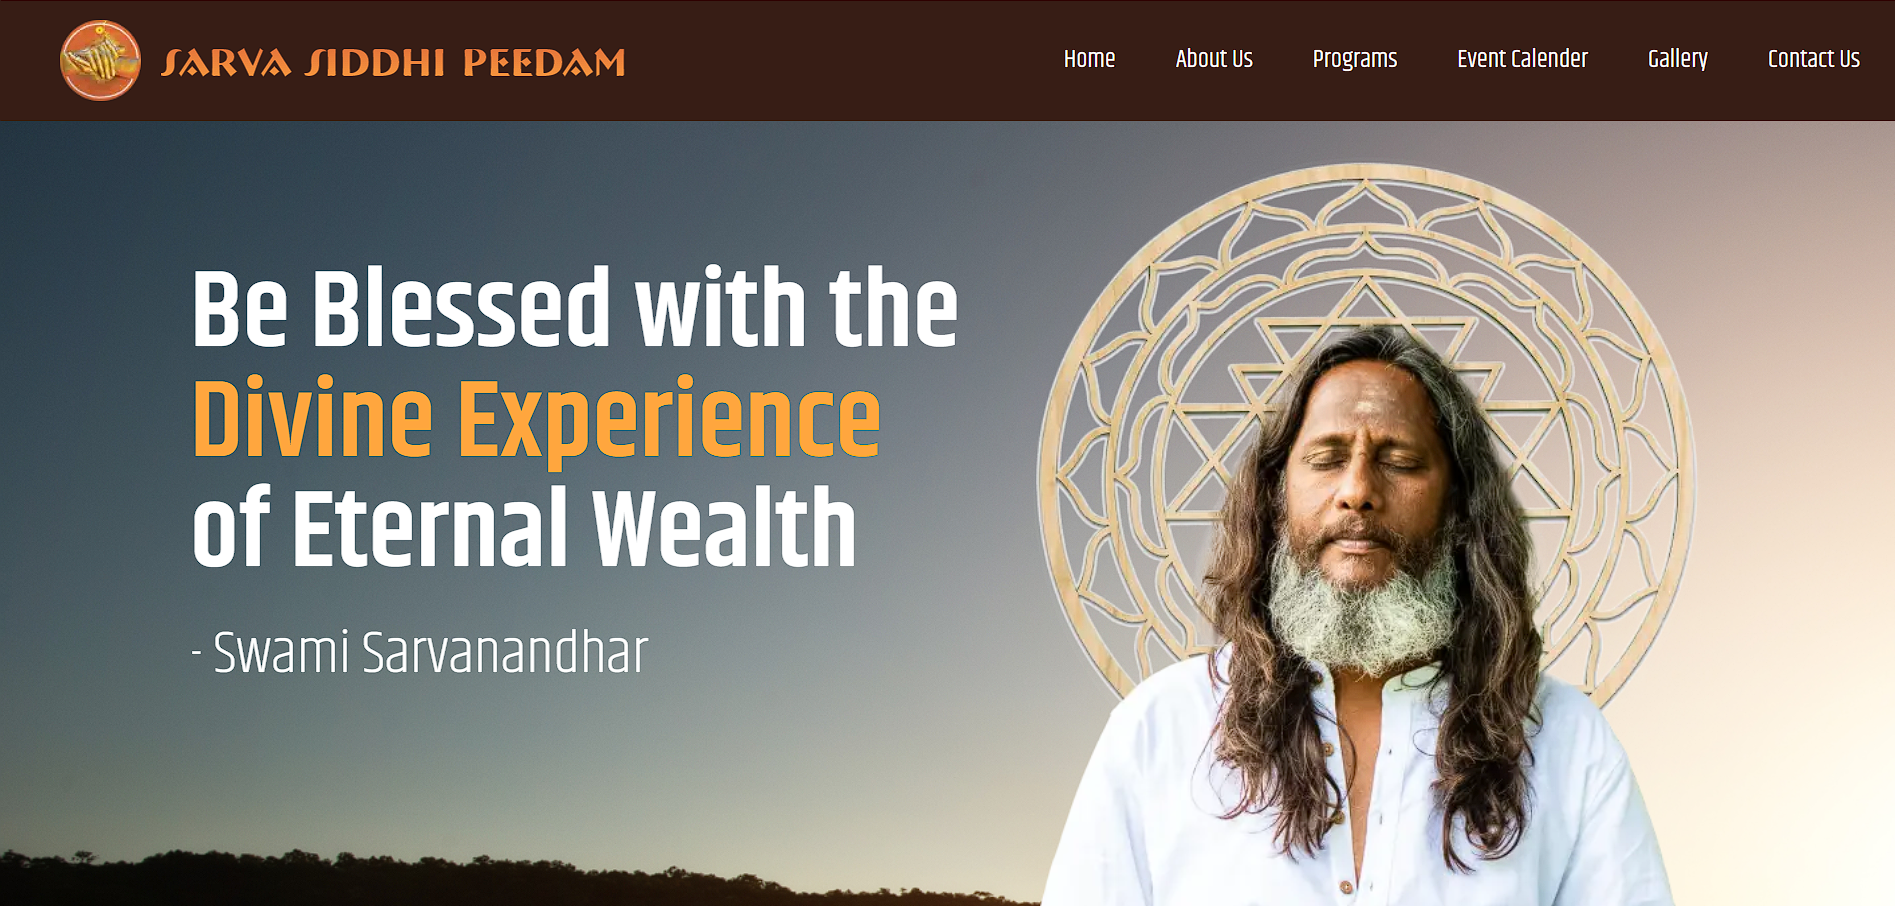 SARVA SIDDHI PEEDAM
Home
About Us
Programs
Event Calender
Gallery
Contact Us
Be Blessed with the
Divine Experience
of Eternal Wealth
- Swami Sarvanandhar